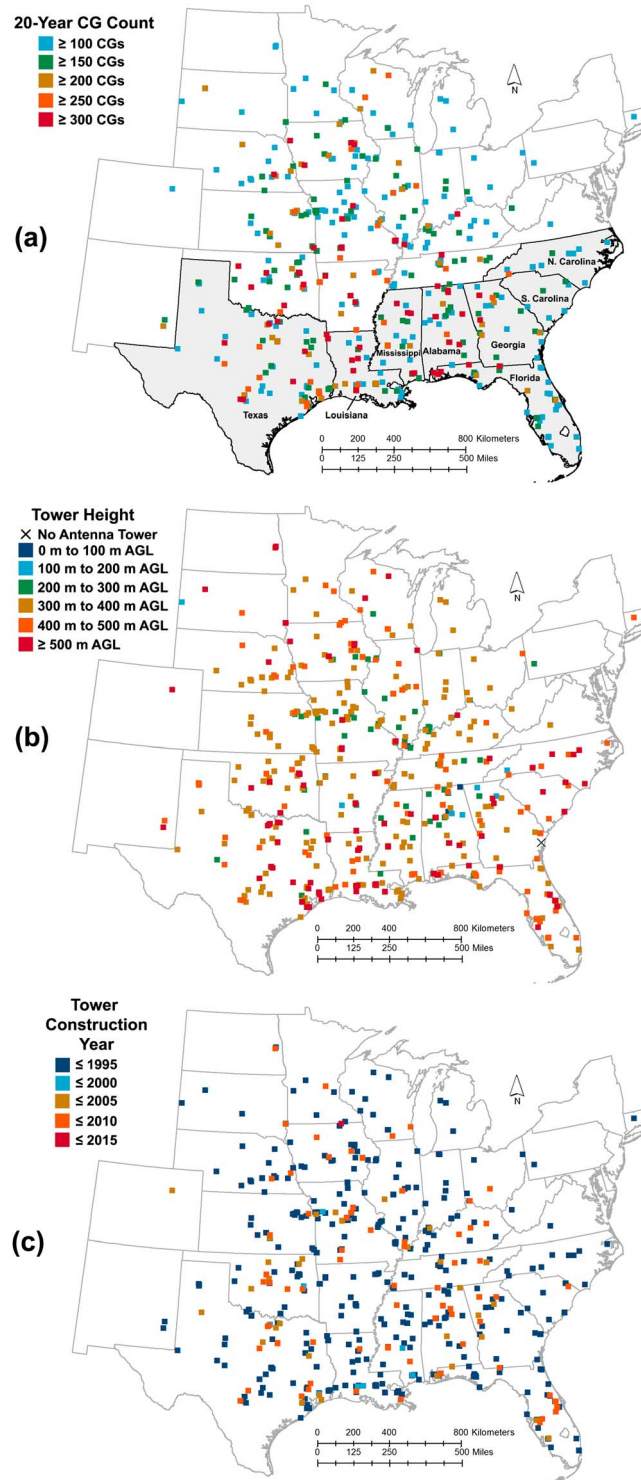 20-Year CG Count
≥ 100 CGs
≥ 150 CGs
≥ 200 CGs
≥ 250 CGs
≥ 300 CGs
N
(a)
N. Carolina
S. Carolina
Mississippi
Alabama
Georgia
Florida
Texas
Louisiana
0 200 400 800 Kilometers
0 125 250 500 Miles
Tower Height
No Antenna Tower
0 m to 100 m AGL
100 m to 200 m AGL
200 m to 300 m AGL
300 m to 400 m AGL
400 m to 500 m AGL
≥ 500 m AGL
N
(b)
0 200 400 800 Kilometers
0 125 250 500 Miles
Tower
Construction
Year
≤ 1995
≤ 2000
≤ 2005
≤ 2010
≤ 2015
N
(c)
0 200 400 800 Kilometers
0 125 250 500 Miles